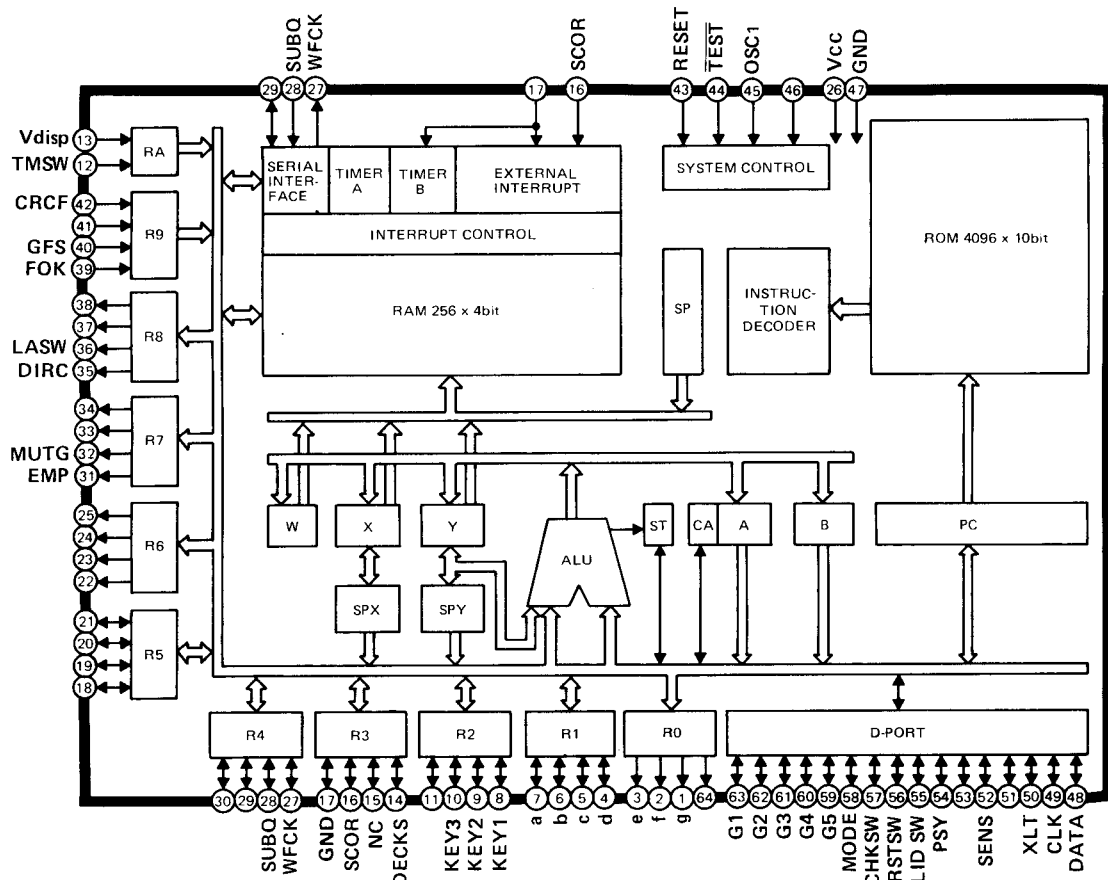 SUBQ
WFCK
SCOR
RESET
TEST
OSC1
Vcc
GND
29 28 27 17 16 43 44 45 46 26 47
Vdisp 13
TMSW 12
RA
CRCF 42
41
GFS 40
FOK 39
R9
38
37
LASW 36
DIRC 35
R8
34
33
MUTG 32
EMP 31
R7
25
24
23
22
R6
21
20
19
18
R5
SERIAL
INTER-
FACE
TIMER
A
TIMER
B
EXTERNAL
INTERRUPT
INTERRUPT CONTROL
RAM 256 x 4bit
SYSTEM CONTROL
SP
INSTRUC-
TION
DECODER
ROM 4096 x 10bit
W
X
Y
ALU
ST
CA
A
B
PC
SPX
SPY
R4
R3
R2
R1
R0
D-PORT
30 29 28 27 17 16 15 14 11 10 9 8 7 6 5 4 3 2 1 64 63 62 61 60 59 58 57 56 55 54 53 52 51 50 49 48
SUBQ
WFCK
GND
SCOR
NC
DECKS
KEY3
KEY2
KEY1
a
b
c
d
e
f
g
G1
G2
G3
G4
G5
MODE
CHKSW
RSTSW
LID SW
PSY
SENS
XLT
CLK
DATA